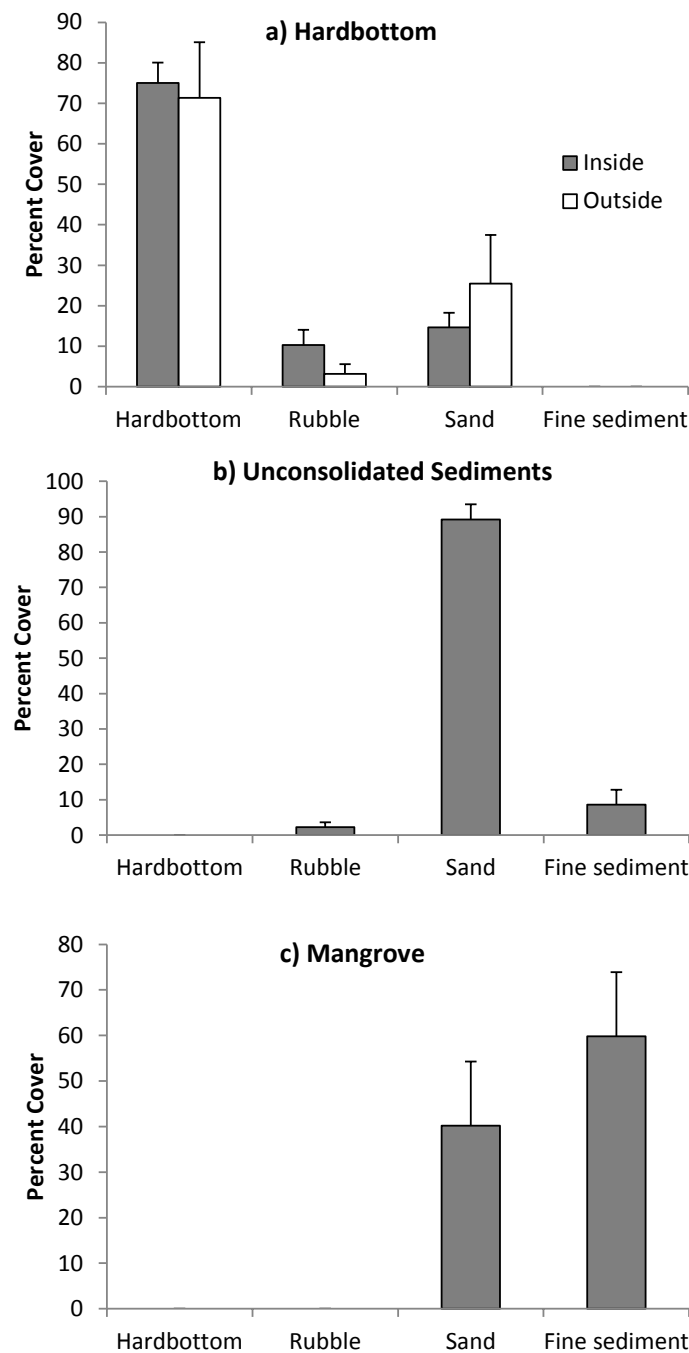 a) Hardbottom
90
80
70
60
50
40
30
20
10
0
Percent Cover
Inside
Outside
Hardbottom Rubble Sand Fine sediment
b) Unconsolidated Sediments
100
90
80
70
60
50
40
30
20
10
0
Percent Cover
Hardbottom Rubble Sand Fine sediment
c) Mangrove
80
70
60
50
40
30
20
10
0
Percent Cover
Hardbottom Rubble Sand Fine sediment